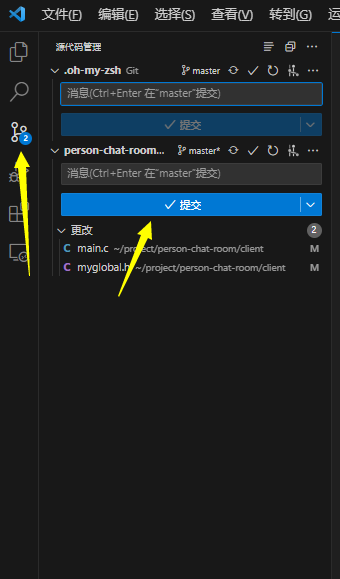 文件(F) 编辑(E) 选择(S) 查看(V) 转到(G) 运
源代码管理
.oh-my-zsh Git master
消息(Ctrl+Enter 在"master"提交)
提交
2
person-chat-room... master*
消息(Ctrl+Enter 在"master"提交)
提交
更改 2
C main.c ~/project/person-chat-room/client M
C myglobal.h ~/project/person-chat-room/client M